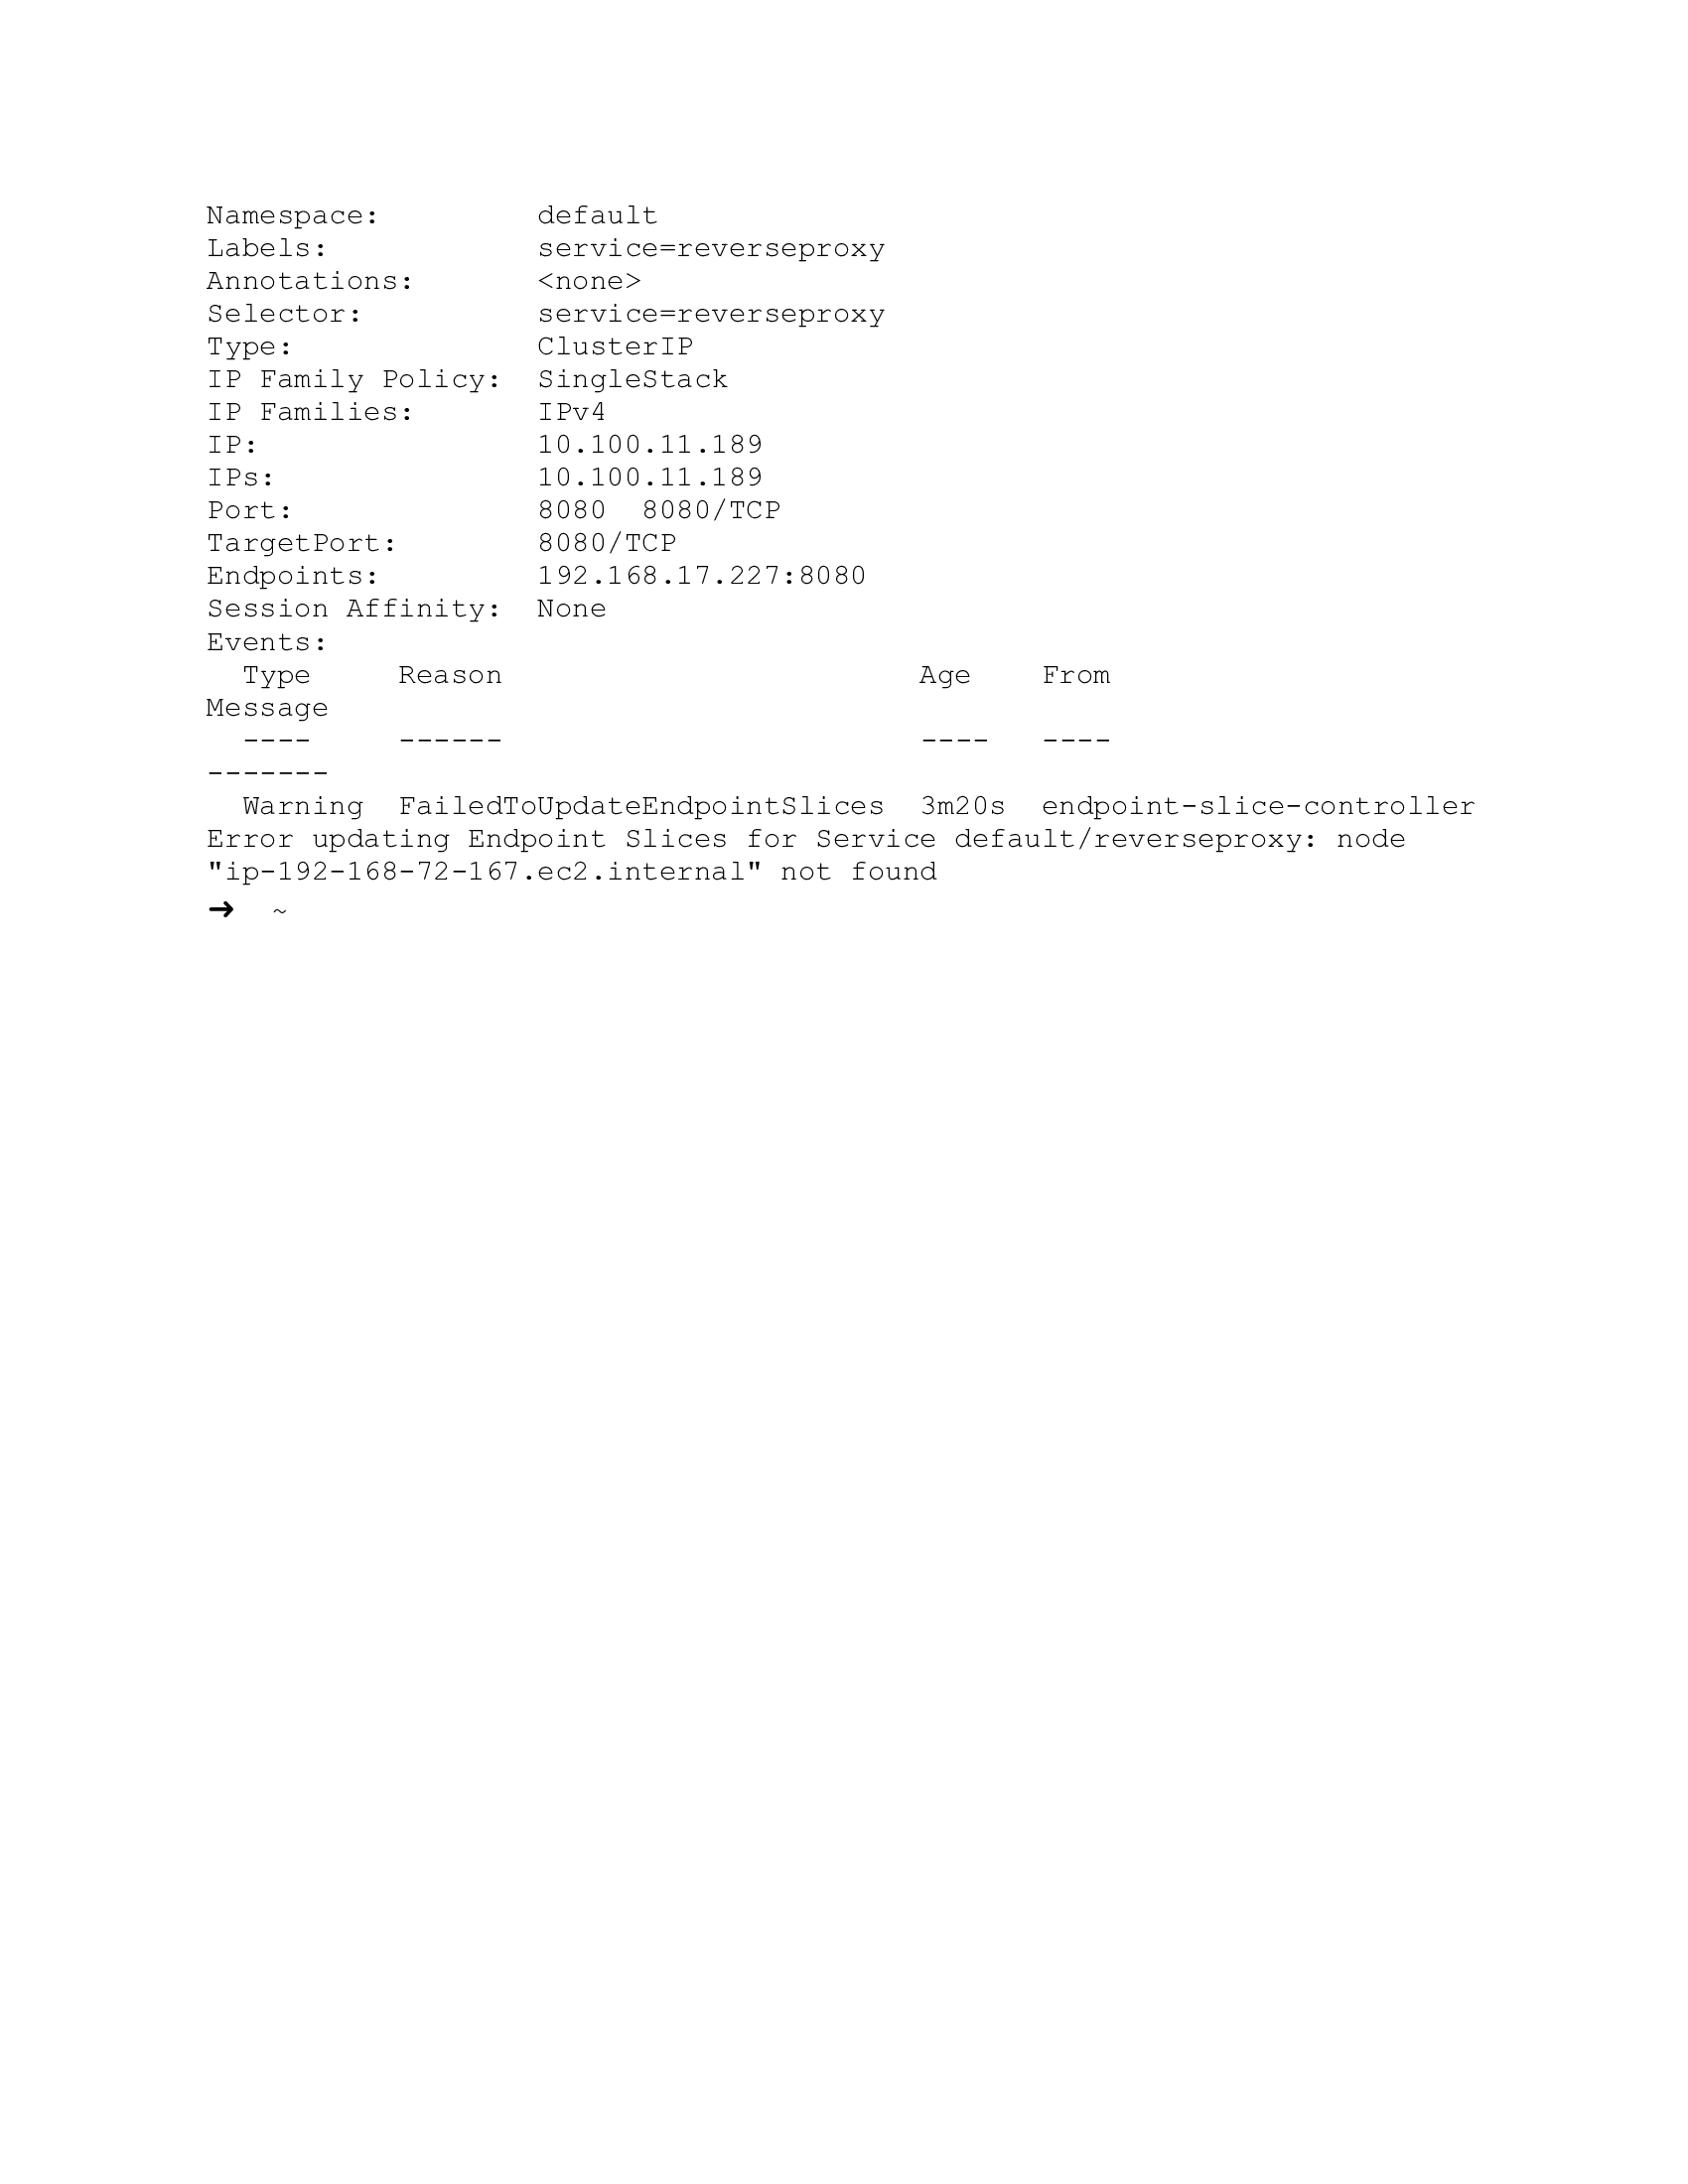 Namespace:         default
Labels:            service=reverseproxy
Annotations:       <none>
Selector:          service=reverseproxy
Type:              ClusterIP
IP Family Policy:  SingleStack
IP Families:       IPv4
IP:                10.100.11.189
IPs:               10.100.11.189
Port:              8080  8080/TCP
TargetPort:        8080/TCP
Endpoints:         192.168.17.227:8080
Session Affinity:  None
Events:
  Type     Reason                        Age    From
Message
  ----     ------                        ----   ----
-------
  Warning  FailedToUpdateEndpointSlices  3m20s  endpoint-slice-controller
Error updating Endpoint Slices for Service default/reverseproxy: node
"ip-192-168-72-167.ec2.internal" not found
➜  ~